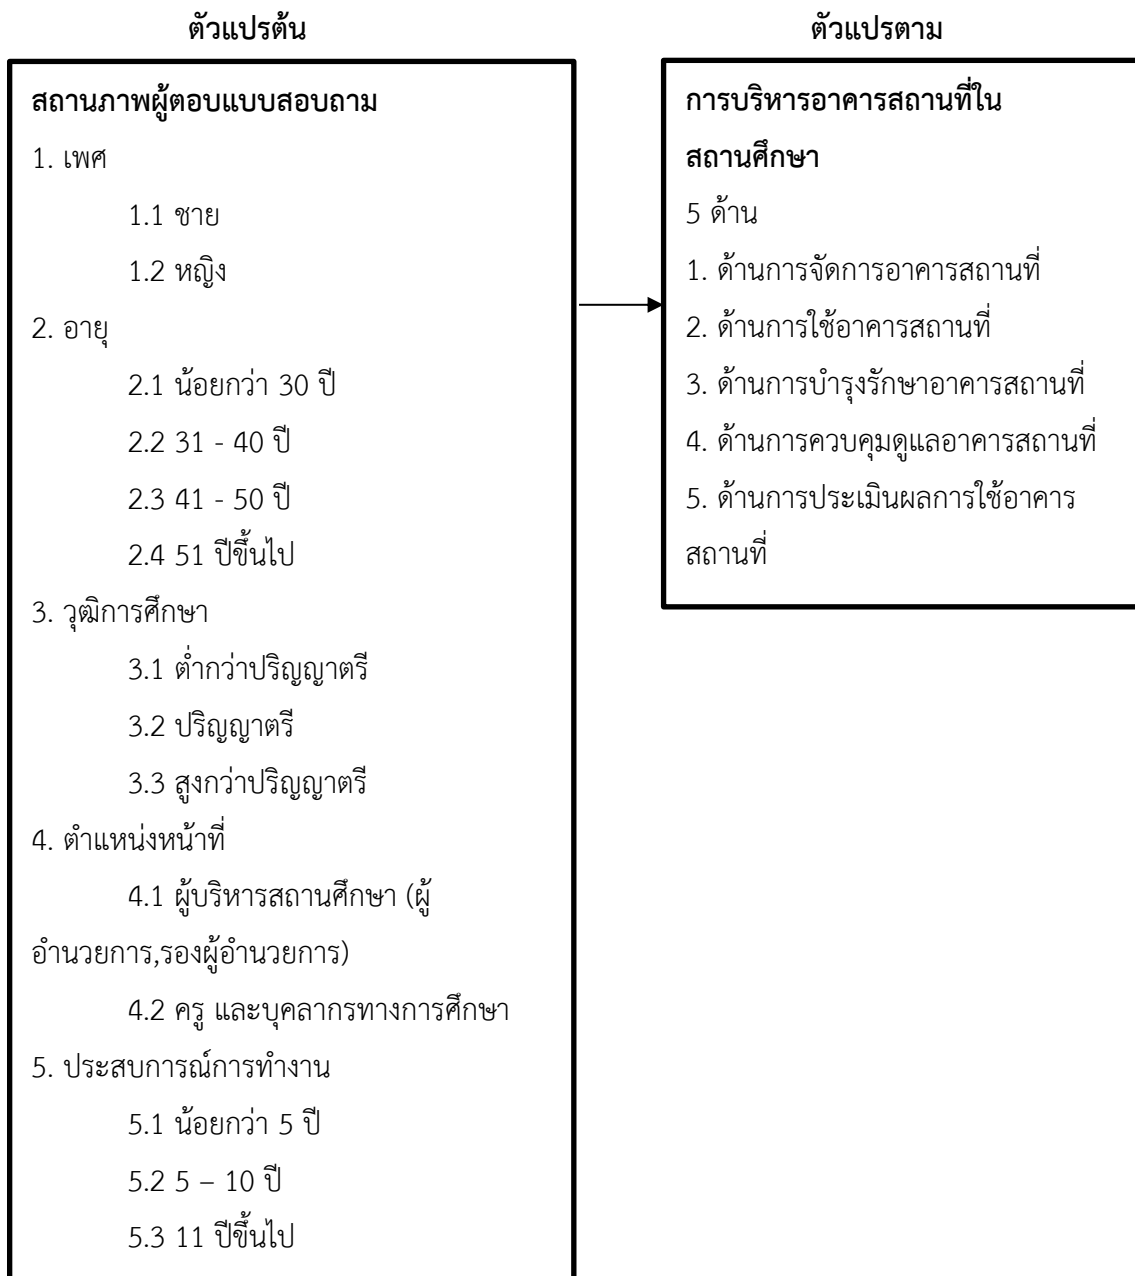 ตัวแปรต้น
สถานภาพผู้ตอบแบบสอบถาม
1. เพศ
1.1 ชาย
1.2 หญิง
2. อายุ
2.1 น้อยกว่า 30 ปี
2.2 31 - 40 ปี
2.3 41 - 50 ปี
2.4 51 ปีขึ้นไป
3. วุฒิการศึกษา
3.1 ต่ำกว่าปริญญาตรี
3.2 ปริญญาตรี
3.3 สูงกว่าปริญญาตรี
4. ตำแหน่งหน้าที่
4.1 ผู้บริหารสถานศึกษา (ผู้
อำนวยการ,รองผู้อำนวยการ)
4.2 ครู และบุคลากรทางการศึกษา
5. ประสบการณ์การทำงาน
5.1 น้อยกว่า 5 ปี
5.2 5 – 10 ปี
5.3 11 ปีขึ้นไป
ตัวแปรตาม
การบริหารอาคารสถานที่ใน
สถานศึกษา
5 ด้าน
1. ด้านการจัดการอาคารสถานที่
2. ด้านการใช้อาคารสถานที่
3. ด้านการบำรุงรักษาอาคารสถานที่
4. ด้านการควบคุมดูแลอาคารสถานที่
5. ด้านการประเมินผลการใช้อาคาร
สถานที่